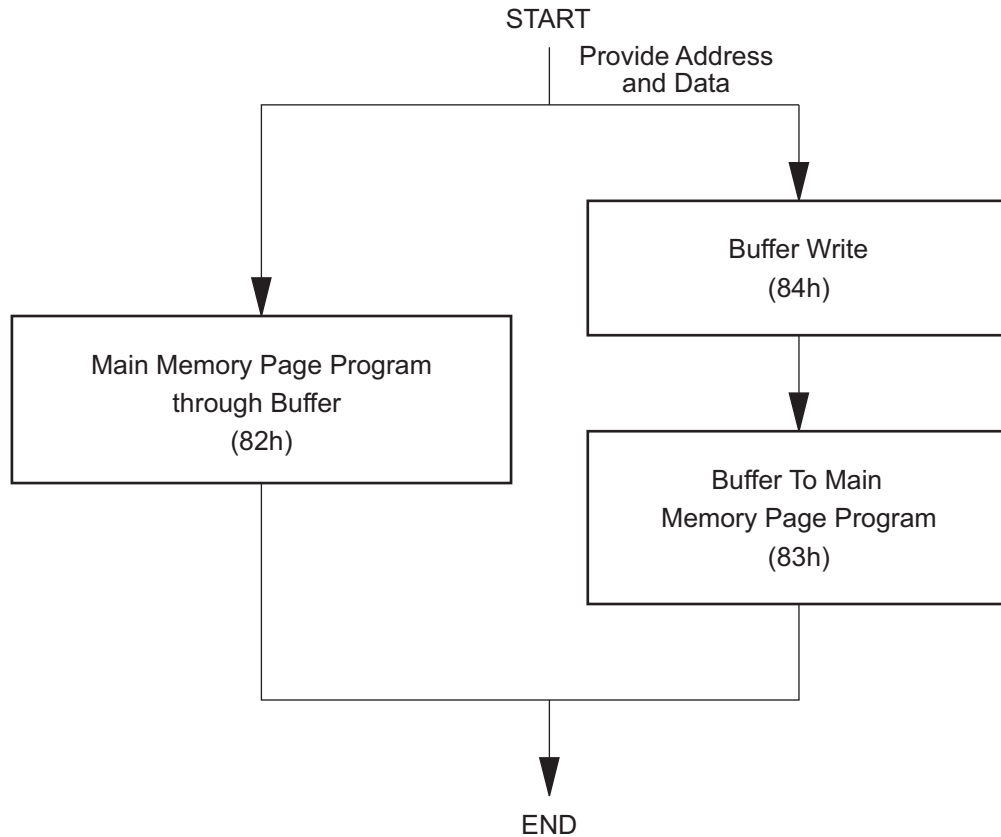 START
Provide Address
and Data
Buffer Write
(84h)
Main Memory Page Program
through Buffer
(82h)
Buffer To Main
Memory Page Program
(83h)
END